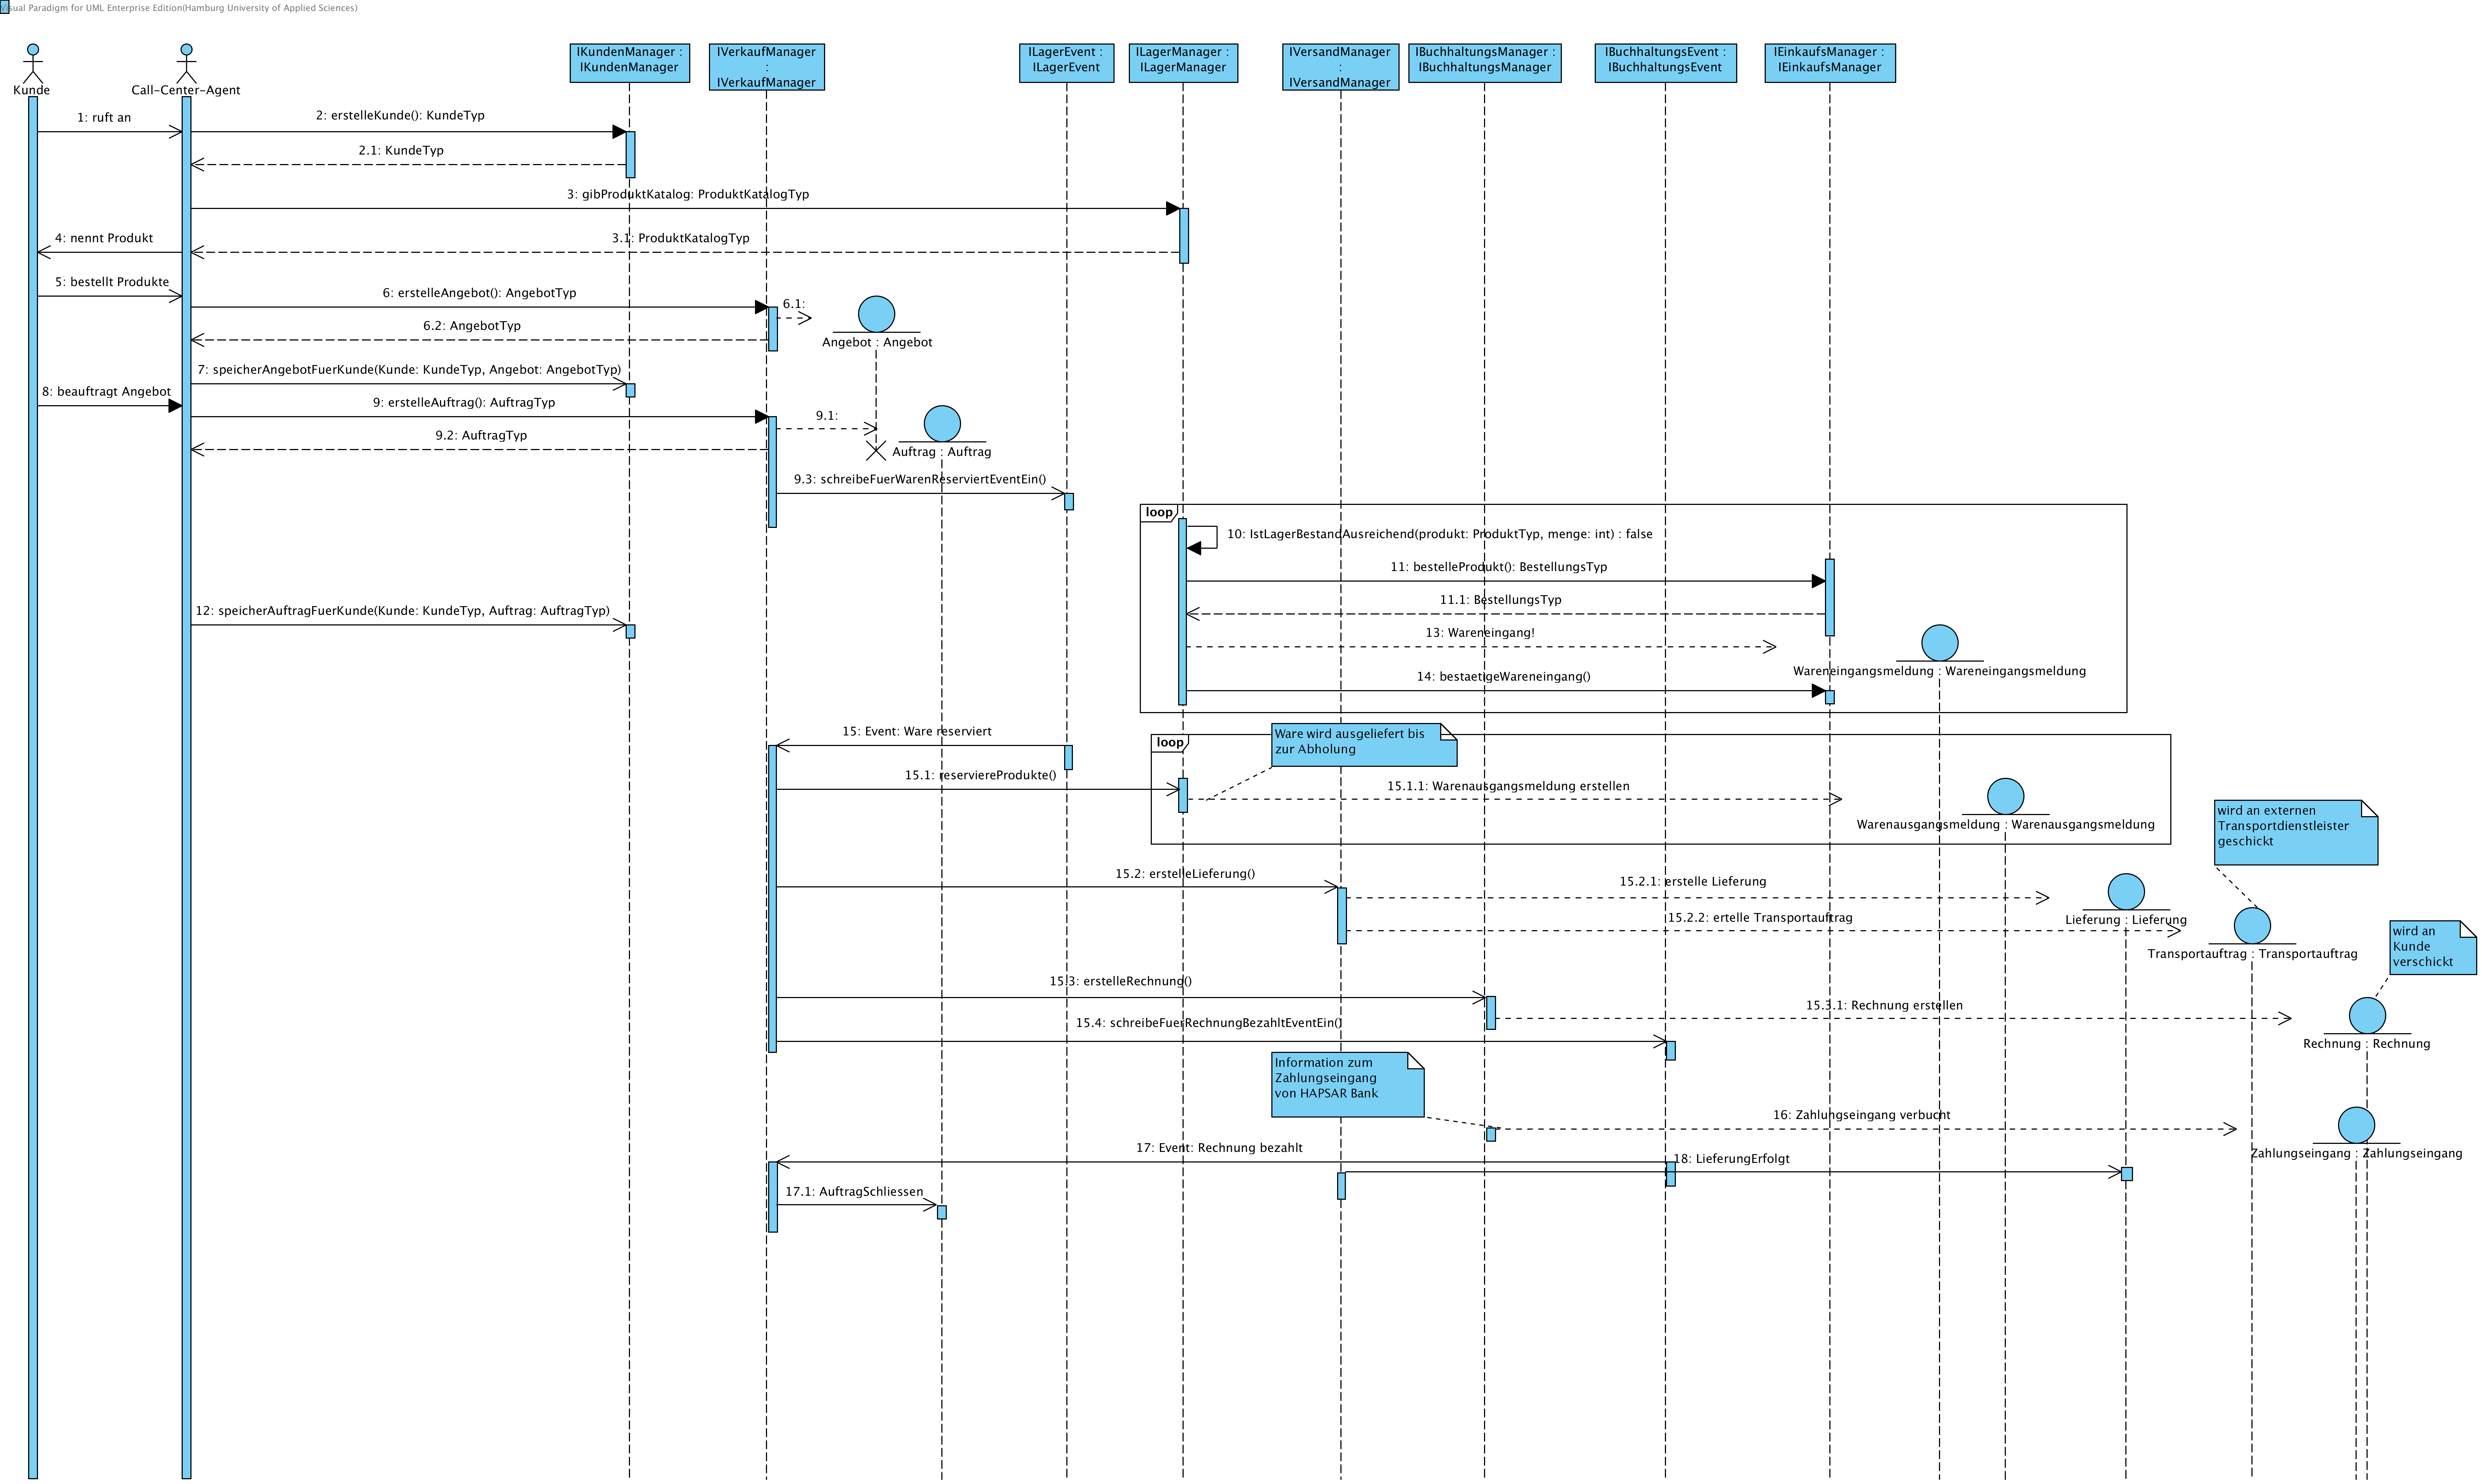 Visual Paradigm for UML Enterprise Edition(Hamburg University of Applied Sciences)
Kunde
Call-Center-Agent
IKundenManager :
IKundenManager
IVerkaufManager
:
IVerkaufManager
ILagerEvent :
ILagerEvent
ILagerManager :
ILagerManager
IVersandManager
:
IVersandManager
IBuchhaltungsManager :
IBuchhaltungsManager
IBuchhaltungsEvent :
IBuchhaltungsEvent
IEinkaufsManager :
IEinkaufsManager
1: ruft an
2: erstelleKunde(): KundeTyp
2.1: KundeTyp
3: gibProduktKatalog: ProduktKatalogTyp
4: nennt Produkt
3.1: ProduktKatalogTyp
5: bestellt Produkte
6: erstelleAngebot(): AngebotTyp
6.1:
6.2: AngebotTyp
Angebot : Angebot
7: speicherAngebotFuerKunde(Kunde: KundeTyp, Angebot: AngebotTyp)
8: beauftragt Angebot
9: erstelleAuftrag(): AuftragTyp
9.1:
9.2: AuftragTyp
Auftrag : Auftrag
9.3: schreibeFuerWarenReserviertEventEin()
loop
10: IstLagerBestandAusreichend(produkt: ProduktTyp, menge: int) : false
11: bestelleProdukt(): BestellungsTyp
11.1: BestellungsTyp
12: speicherAuftragFuerKunde(Kunde: KundeTyp, Auftrag: AuftragTyp)
13: Wareneingang!
Wareneingangsmeldung : Wareneingangsmeldung
14: bestaetigeWareneingang()
15: Event: Ware reserviert
loop
Ware wird ausgeliefert bis
zur Abholung
15.1: reserviereProdukte()
15.1.1: Warenausgangsmeldung erstellen
Warenausgangsmeldung : Warenausgangsmeldung
wird an externen
Transportdienstleister
geschickt
15.2: erstelleLieferung()
15.2.1: erstelle Lieferung
Lieferung : Lieferung
15.2.2: ertelle Transportauftrag
Transportauftrag : Transportauftrag
wird an
Kunde
verschickt
15.3: erstelleRechnung()
15.3.1: Rechnung erstellen
15.4: schreibeFuerRechnungBezahltEventEin()
Rechnung : Rechnung
Information zum
Zahlungseingang
von HAPSAR Bank
16: Zahlungseingang verbucht
Zahlungseingang : Zahlungseingang
17: Event: Rechnung bezahlt
18: LieferungErfolgt
17.1: AuftragSchliessen